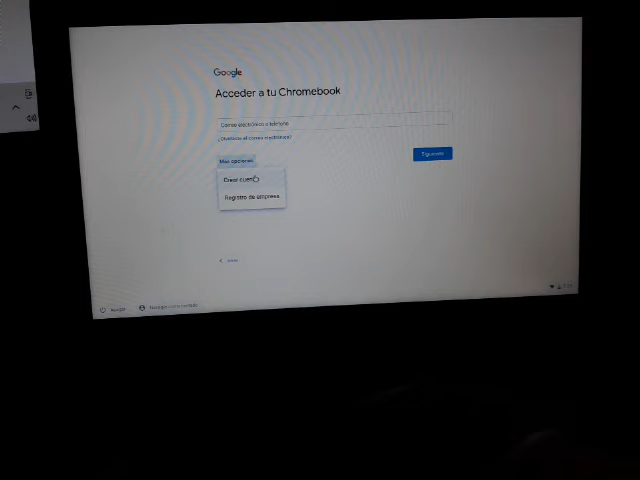 Google
Acceder a tu Chromebook
Correo electrónico o teléfono
¿Olvidaste el correo electrónico?
Más opciones
Siguiente
Crear cuenta
Registro de empresa